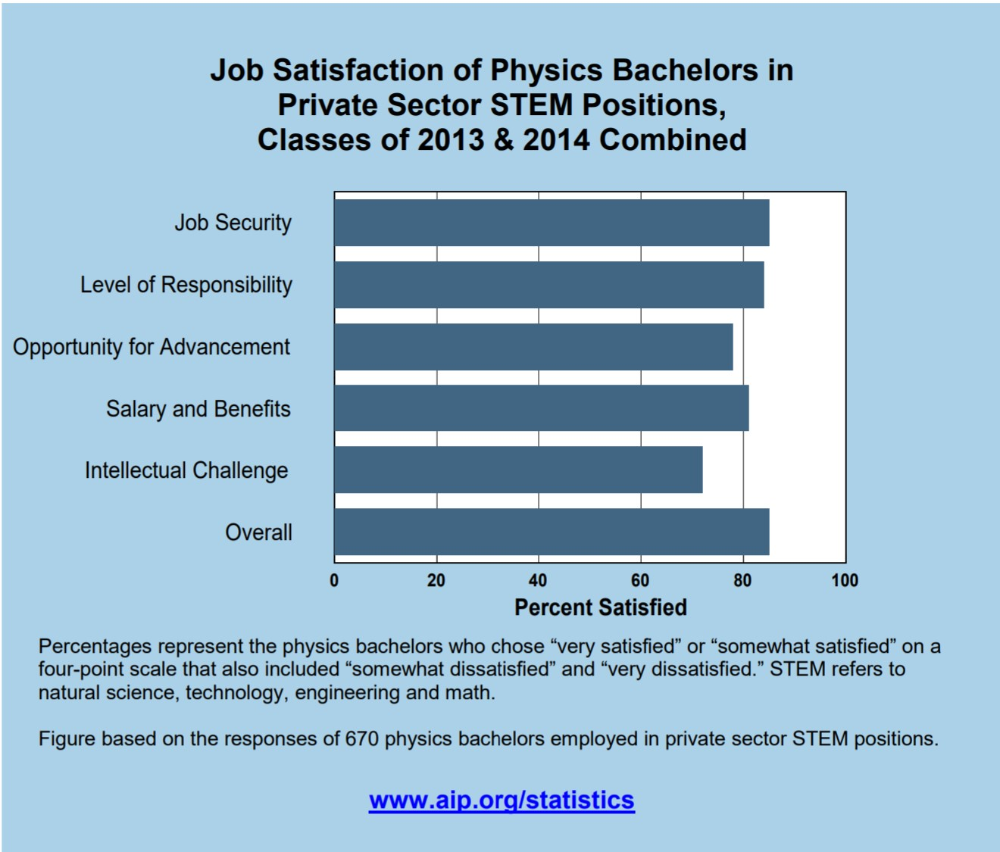 Job Satisfaction of Physics Bachelors in
Private Sector STEM Positions,
Classes of 2013 & 2014 Combined
Job Security
Level of Responsibility
Opportunity for Advancement
Salary and Benefits
Intellectual Challenge
Overall
0 20 40 60 80 100
Percent Satisfied
Percentages represent the physics bachelors who chose “very satisfied” or “somewhat satisfied” on a
four-point scale that also included “somewhat dissatisfied” and “very dissatisfied.” STEM refers to
natural science, technology, engineering and math.
Figure based on the responses of 670 physics bachelors employed in private sector STEM positions.
www.aip.org/statistics